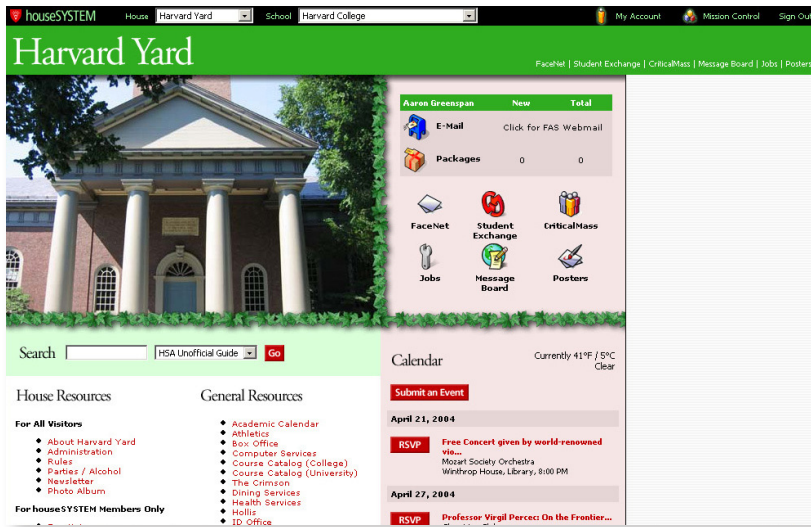 houseSYSTEM House Harvard Yard School Harvard College My Account Mission Control Sign Out
Harvard Yard
FaceNet | Student Exchange | CriticalMass | Message Board | Jobs | Posters
Aaron Greenspan New Total
E-Mail Click for FAS Webmail
Packages 0 0
FaceNet Student Exchange CriticalMass
Jobs Message Board Posters
Search HSA Unofficial Guide Go
House Resources
For All Visitors
About Harvard Yard
Administration
Rules
Parties / Alcohol
Newsletter
Photo Album
For houseSYSTEM Members Only
General Resources
Academic Calendar
Athletics
Box Office
Computer Services
Course Catalog (College)
Course Catalog (University)
The Crimson
Dining Services
Health Services
Hollis
ID Office
Calendar
Currently 41°F / 5°C
Clear
Submit an Event
April 21, 2004
RSVP Free Concert given by world-renowned
vio...
Mozart Society Orchestra
Winthrop House, Library, 8:00 PM
April 27, 2004
RSVP Professor Virgil Percec: On the Frontier...